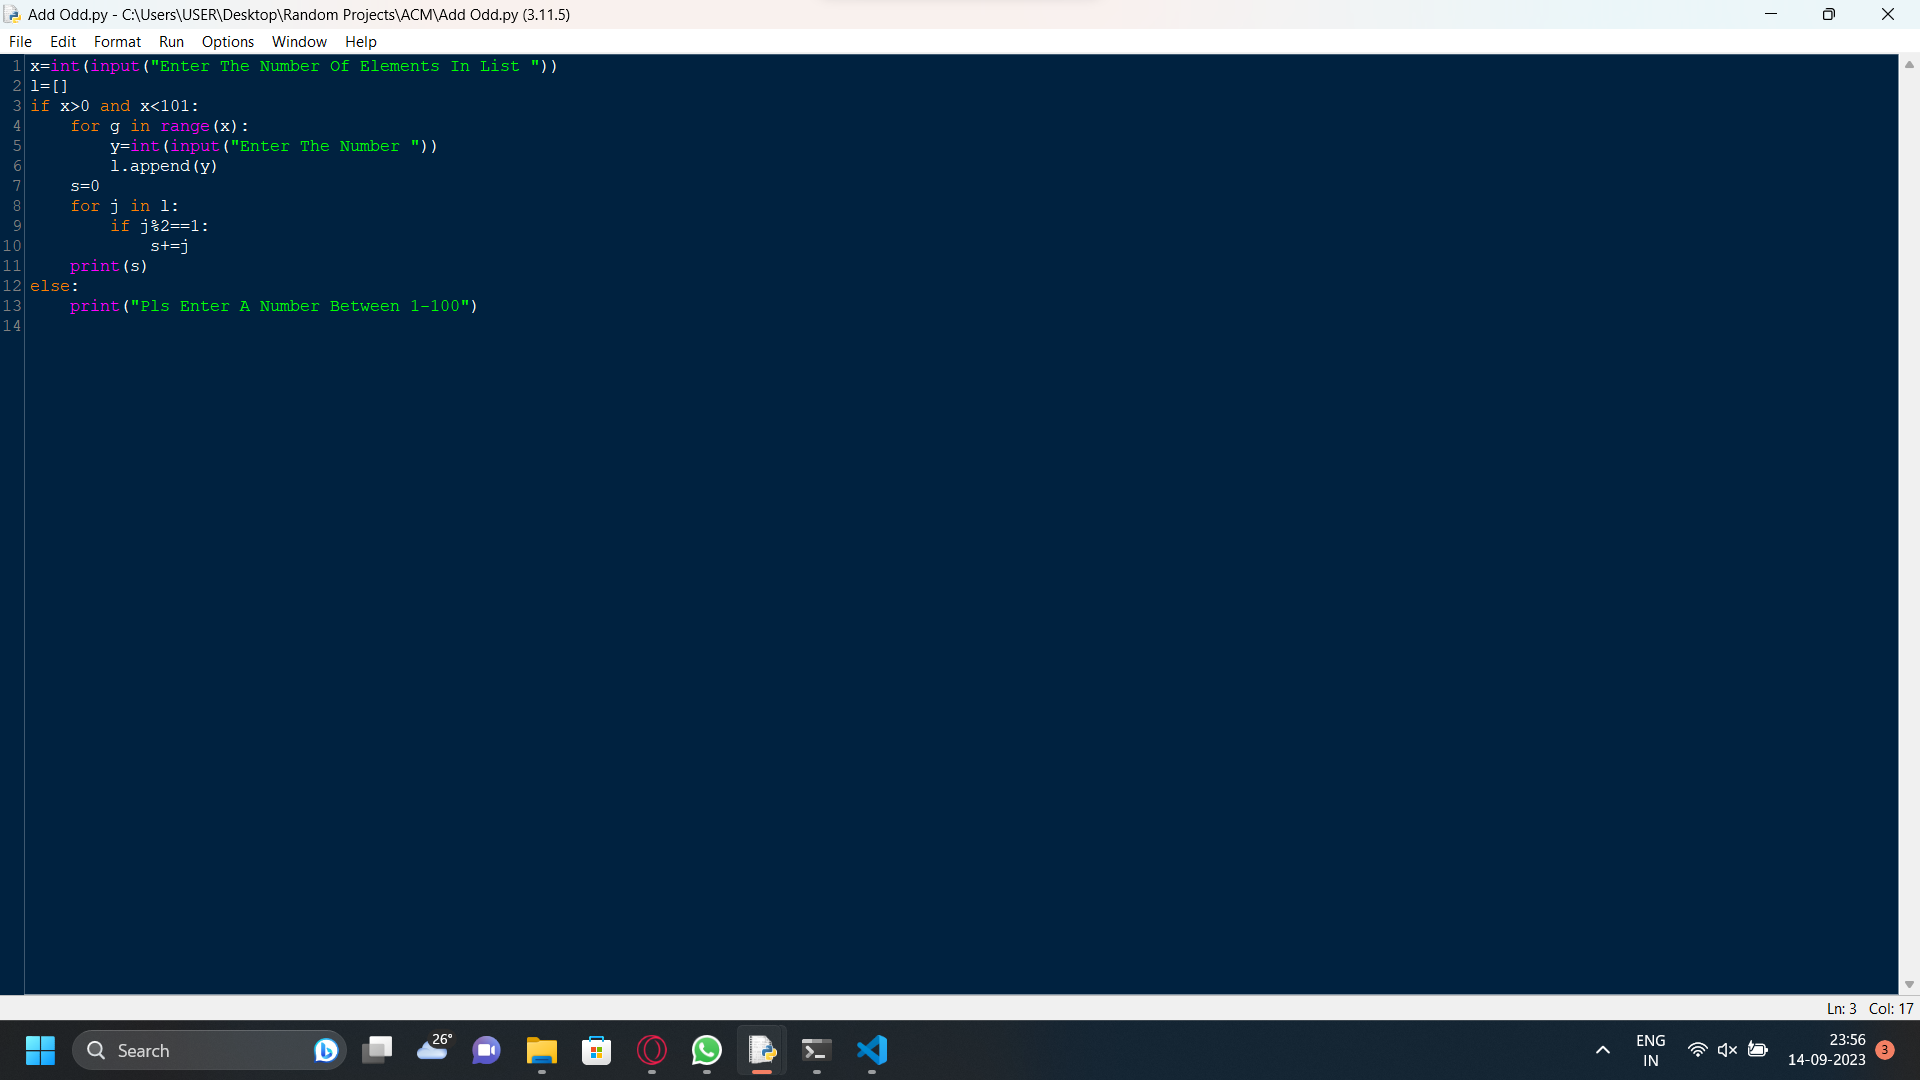 Add Odd.py - C:\Users\USER\Desktop\Random Projects\ACM\Add Odd.py (3.11.5)
File Edit Format Run Options Window Help
1 x=int(input("Enter The Number Of Elements In List "))
2 l=[]
3 if x>0 and x<101:
4     for g in range(x):
5         y=int(input("Enter The Number "))
6         l.append(y)
7     s=0
8     for j in l:
9         if j%2==1:
10             s+=j
11     print(s)
12 else:
13     print("Pls Enter A Number Between 1-100")
14
Ln: 3 Col: 17
Search
26°
ENG
IN
23:56
14-09-2023
3